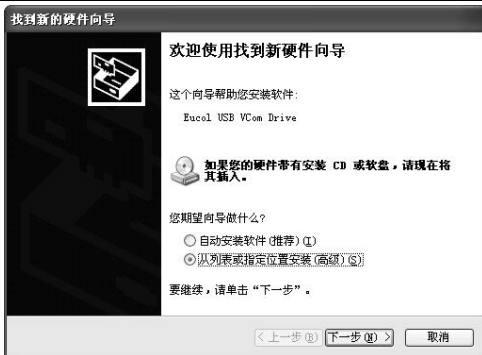 找到新的硬件向导
欢迎使用找到新硬件向导
这个向导帮助您安装软件:
Eucol USB VCom Drive
如果您的硬件带有安装 CD 或软盘，请现在将
其插入。
您期望向导做什么?
自动安装软件(推荐)(I)
从列表或指定位置安装(高级)(S)
要继续，请单击“下一步”。
<上一步(B) 下一步(N)> 取消